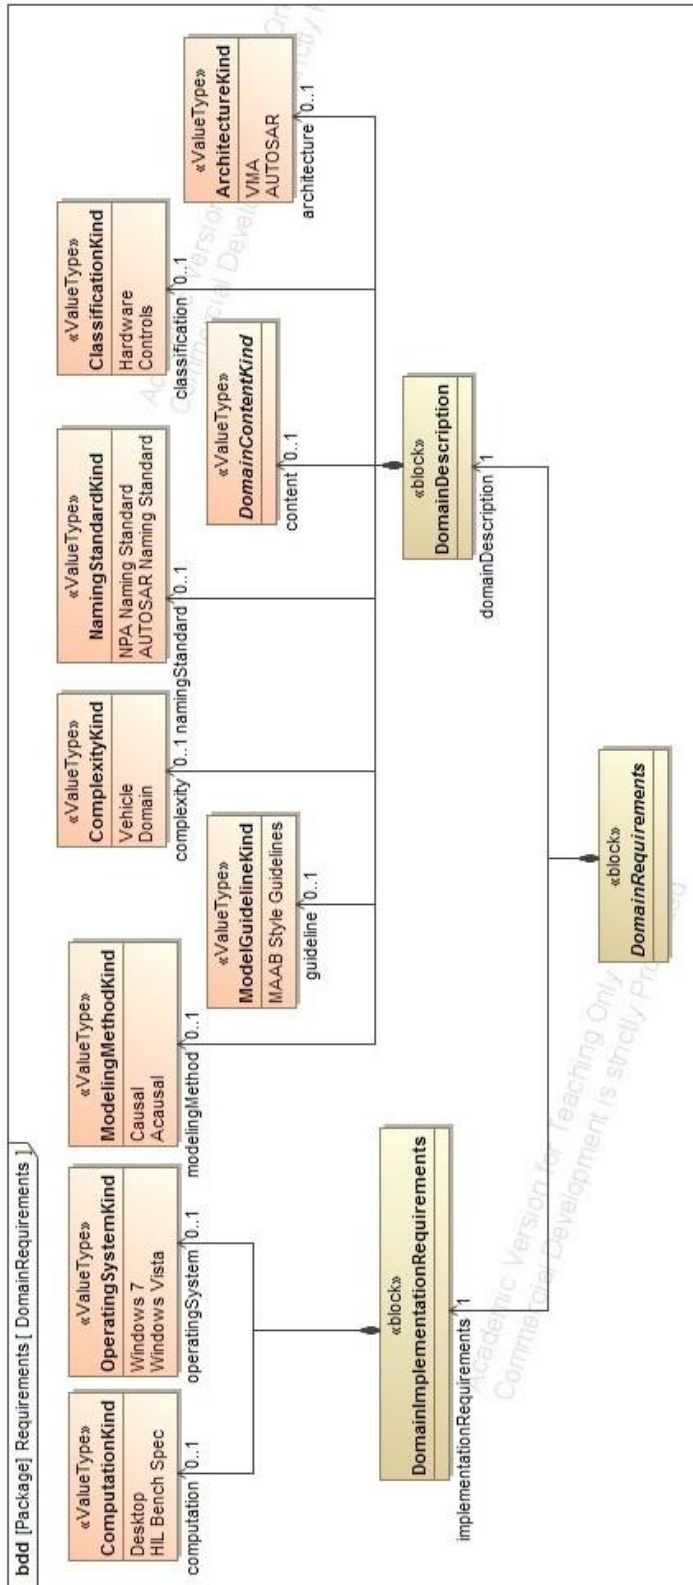 bdd [Package] Requirements [ DomainRequirements ]
«ValueType»
ComputationKind
Desktop
HIL Bench Spec
computation 0..1
«ValueType»
OperatingSystemKind
Windows 7
Windows Vista
operatingSystem 0..1
«ValueType»
ModelingMethodKind
Causal
Acausal
modelingMethod 0..1
«ValueType»
ModelGuidelineKind
MAAB Style Guidelines
guideline 0..1
«ValueType»
ComplexityKind
Vehicle
Domain
complexity 0..1
«ValueType»
NamingStandardKind
NPA Naming Standard
AUTOSAR Naming Standard
namingStandard 0..1
«ValueType»
DomainContentKind
content 0..1
«ValueType»
ClassificationKind
Hardware
Controls
classification 0..1
«ValueType»
ArchitectureKind
VMA
AUTOSAR
architecture 0..1
«block»
DomainImplementationRequirements
implementationRequirements 1
«block»
DomainDescription
domainDescription 1
«block»
DomainRequirements
Academic Version for Teaching Only
Commercial Development is strictly